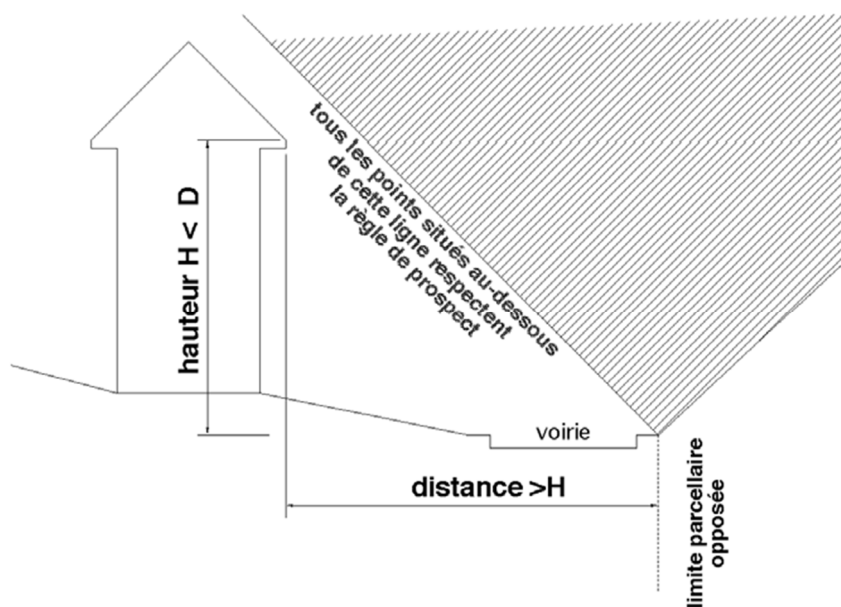 tous les points situés au-dessous
de cette ligne respectent
la règle de prospect
hauteur H < D
voirie
distance >H
limite parcellaire
opposée